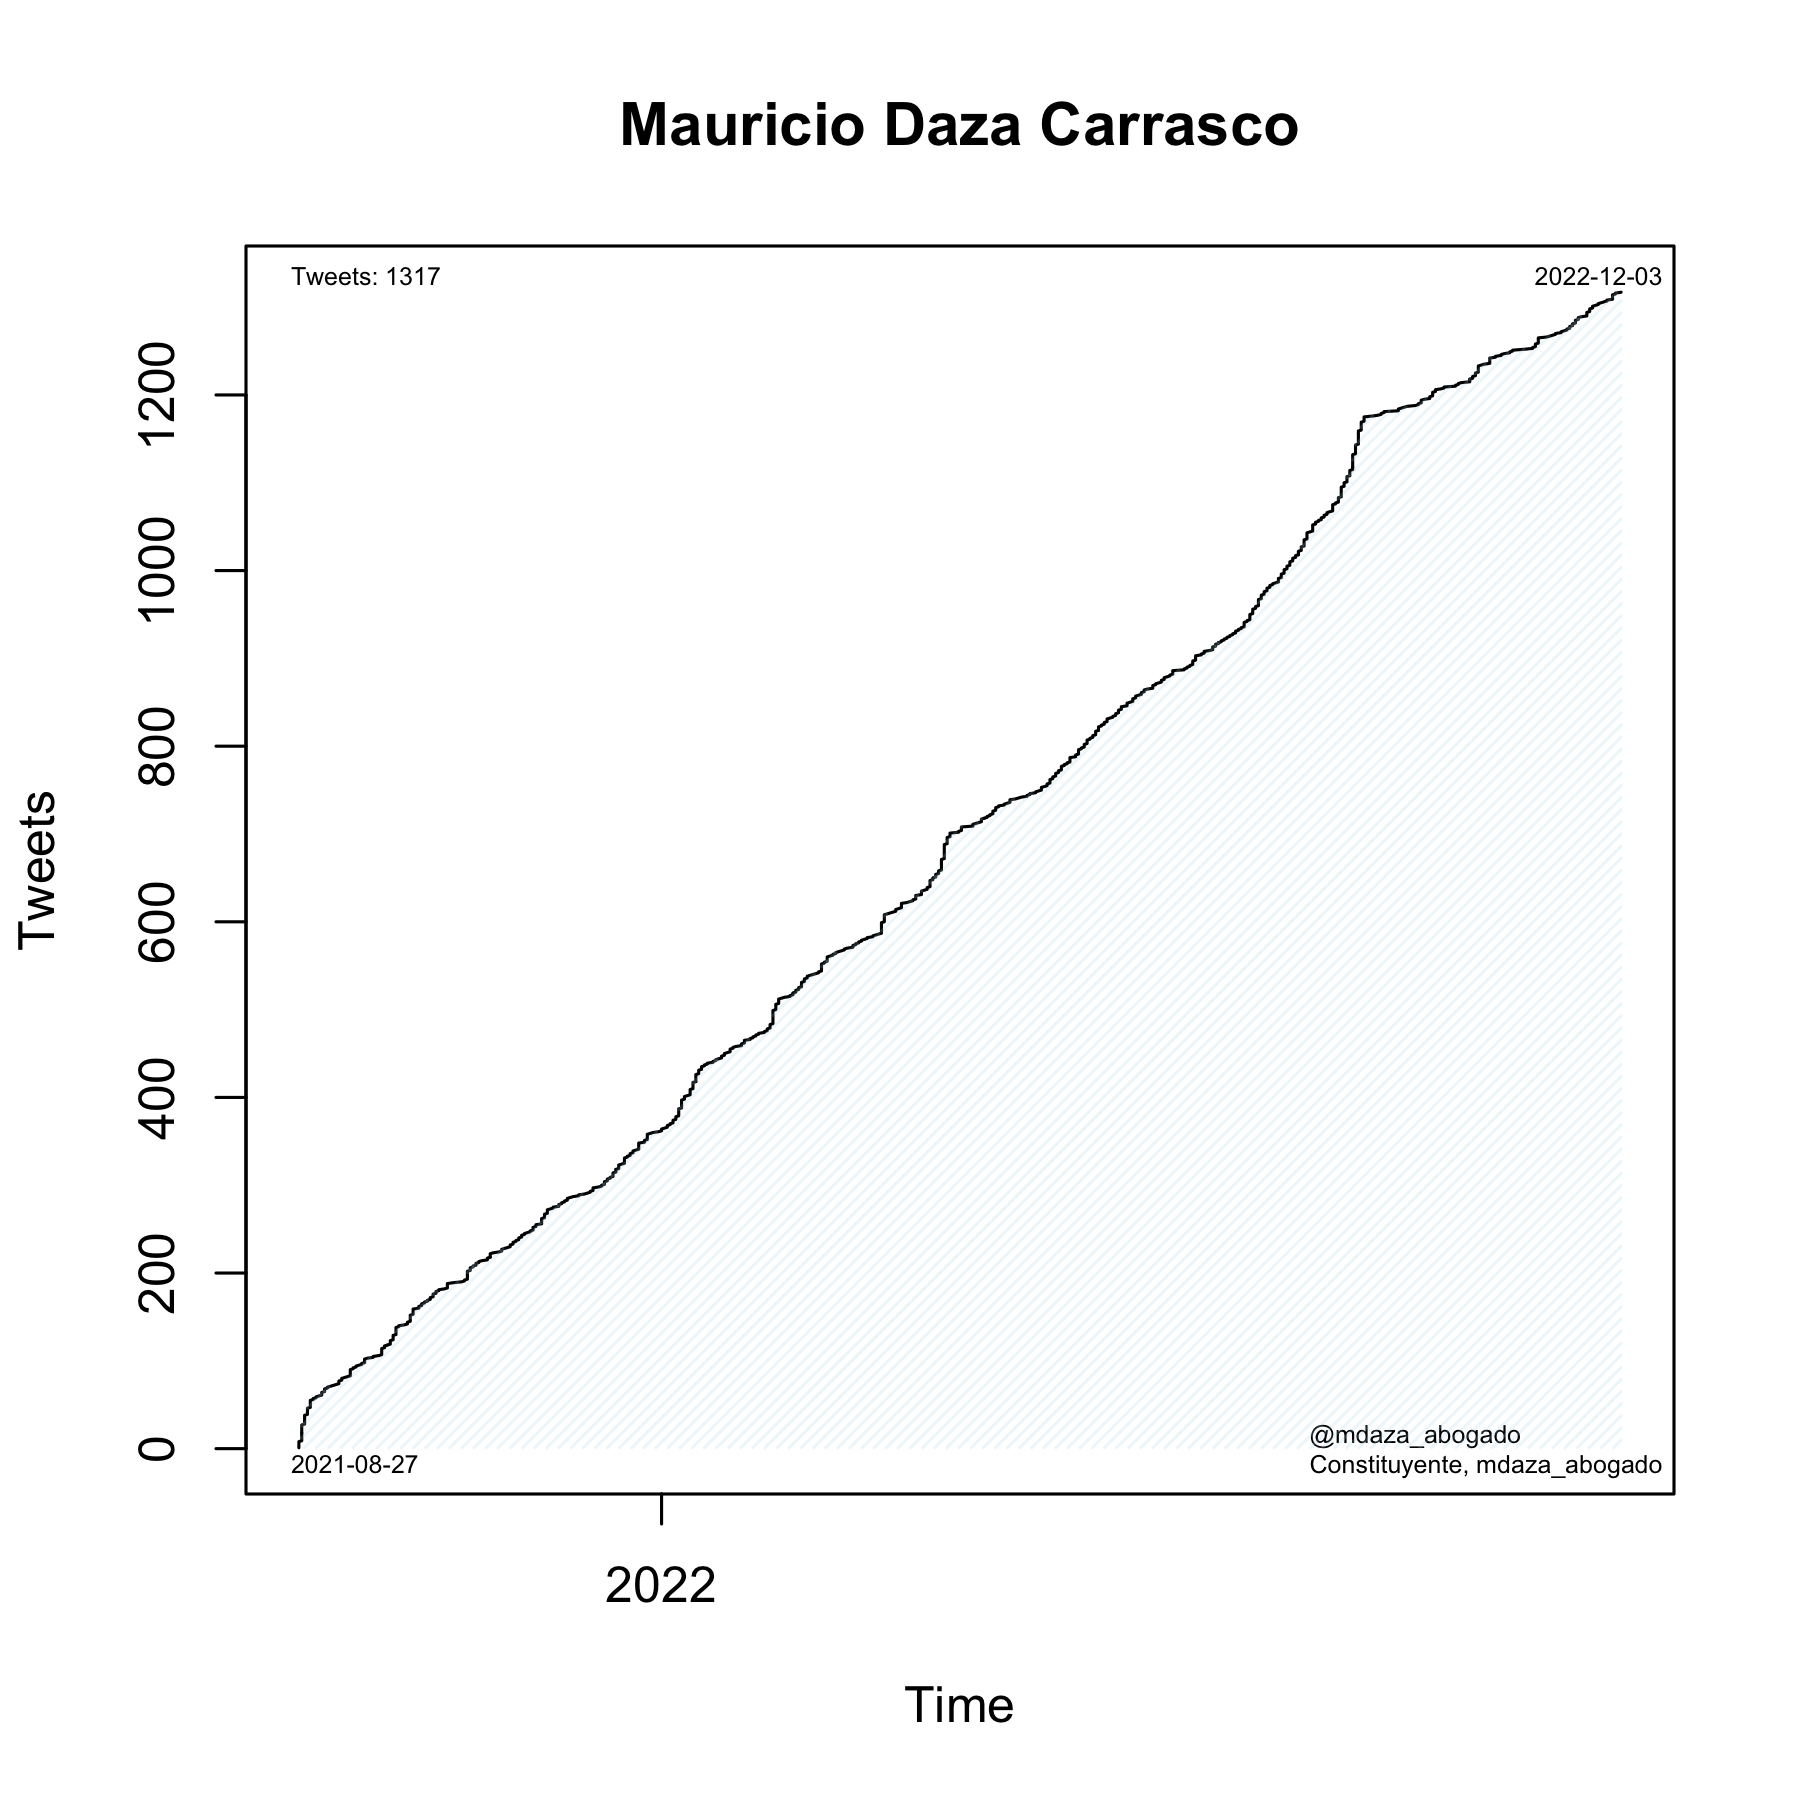 Mauricio Daza Carrasco
Tweets: 1317
2022-12-03
1200
1000
800
600
400
200
0
Tweets
@mdaza_abogado
2021-08-27
Constituyente, mdaza_abogado
2022
Time